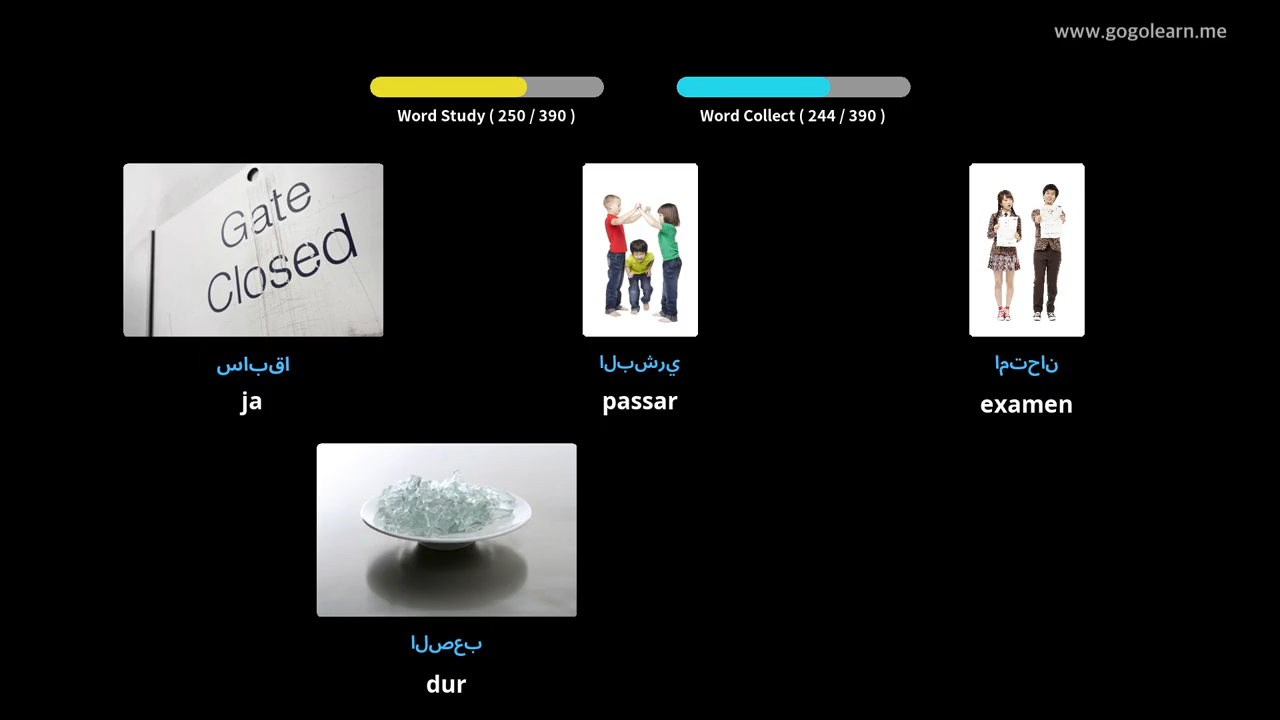 www.gogolearn.me
Word Study ( 250 / 390 )
Word Collect ( 244 / 390 )
Gate
Closed
سابقا
ja
البشري
passar
امتحان
examen
الصعب
dur